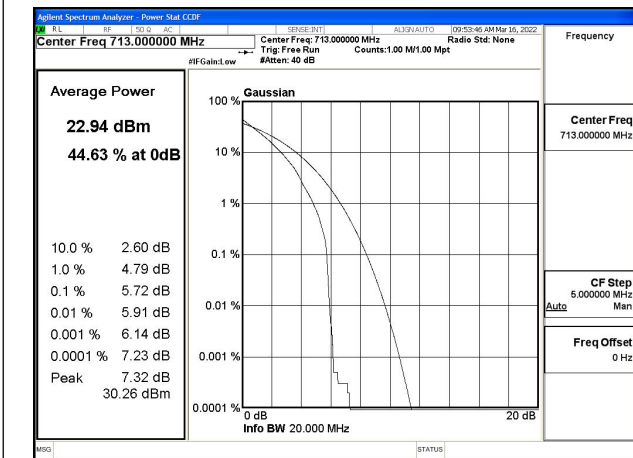 Agilent Spectrum Analyzer - Power Stat CCDF
RL RF 50 Ω AC SENSE:INT ALIGN AUTO 09:53:46 AM Mar 16, 2022
Center Freq 713.000000 MHz
Center Freq: 713.000000 MHz Radio Std: None
Trig: Free Run Counts:1.00 M/1.00 Mpt
#IFGain:Low #Atten: 40 dB
Frequency
Average Power
22.94 dBm
44.63 % at 0dB
10.0 % 2.60 dB
1.0 % 4.79 dB
0.1 % 5.72 dB
0.01 % 5.91 dB
0.001 % 6.14 dB
0.0001 % 7.23 dB
Peak 7.32 dB
30.26 dBm
Gaussian
100 %
10 %
1 %
0.1 %
0.01 %
0.001 %
0.0001 %
0 dB 20 dB
Info BW 20.000 MHz
Center Freq
713.000000 MHz
CF Step
5.000000 MHz
Auto Man
Freq Offset
0 Hz
MSG STATUS